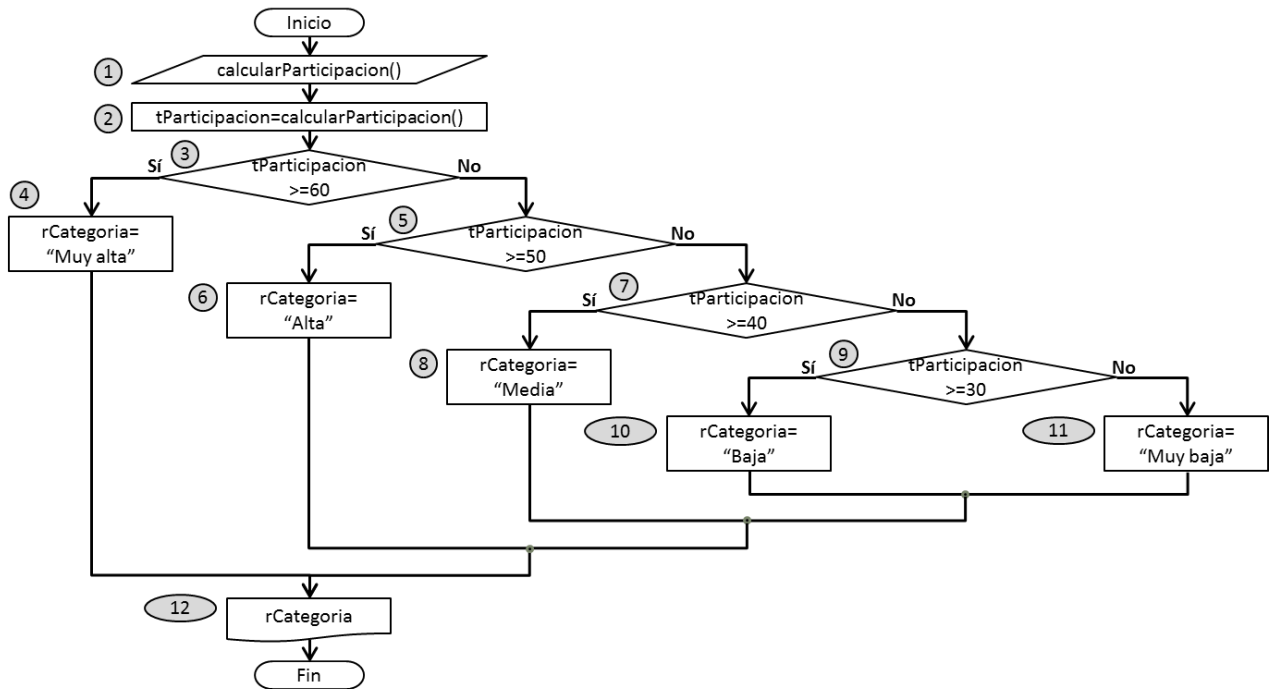 Inicio
1
calcularParticipacion()
2
tParticipacion=calcularParticipacion()
3
Sí
tParticipacion
>=60
No
4
rCategoria=
“Muy alta”
5
Sí
tParticipacion
>=50
No
6
rCategoria=
“Alta”
7
Sí
tParticipacion
>=40
No
8
rCategoria=
“Media”
9
Sí
tParticipacion
>=30
No
10
rCategoria=
“Baja”
11
rCategoria=
“Muy baja”
12
rCategoria
Fin